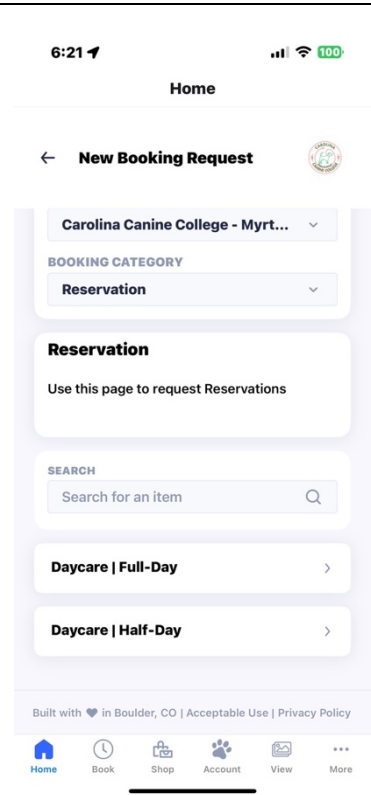 6:21
100
Home
New Booking Request
Carolina Canine College - Myrt...
BOOKING CATEGORY
Reservation
Reservation
Use this page to request Reservations
SEARCH
Search for an item
Daycare | Full-Day
Daycare | Half-Day
Built with ♥ in Boulder, CO | Acceptable Use | Privacy Policy
Home Book Shop Account View More